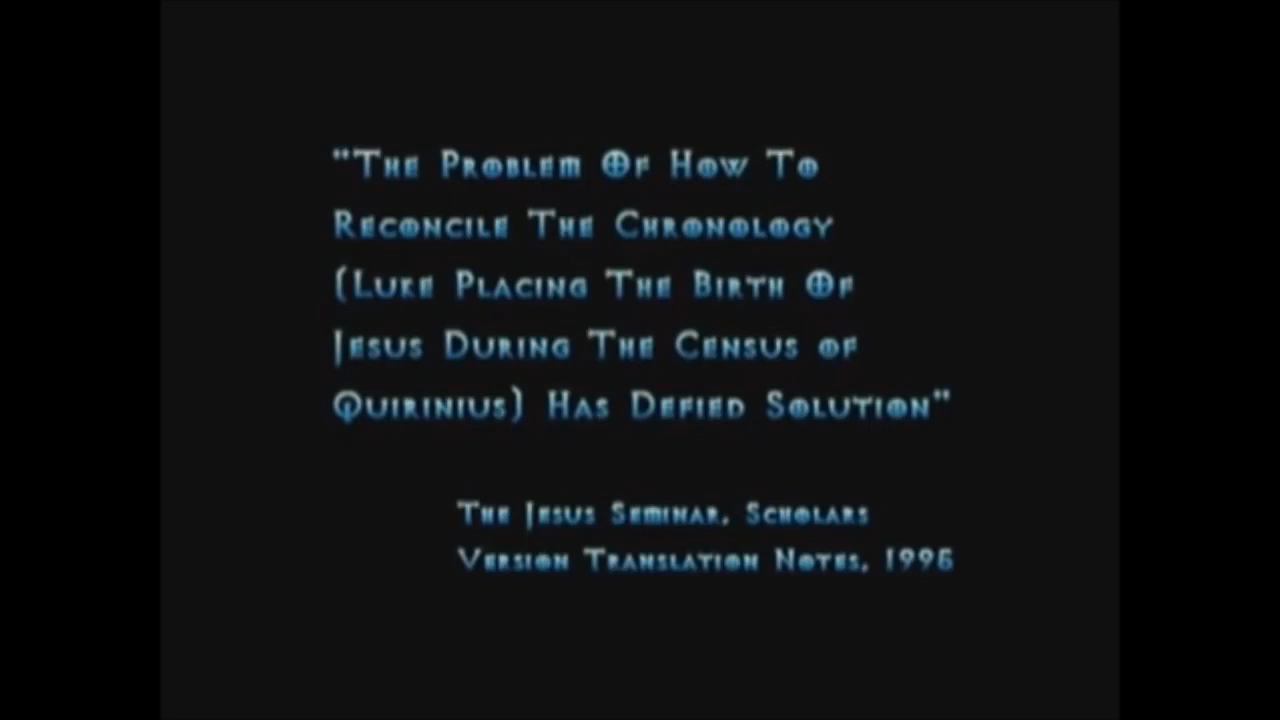 "The Problem Of How To
Reconcile The Chronology
(Luke Placing The Birth Of
Jesus During The Census of
Quirinius) Has Defied Solution"
The Jesus Seminar, Scholars
Version Translation Notes, 1995